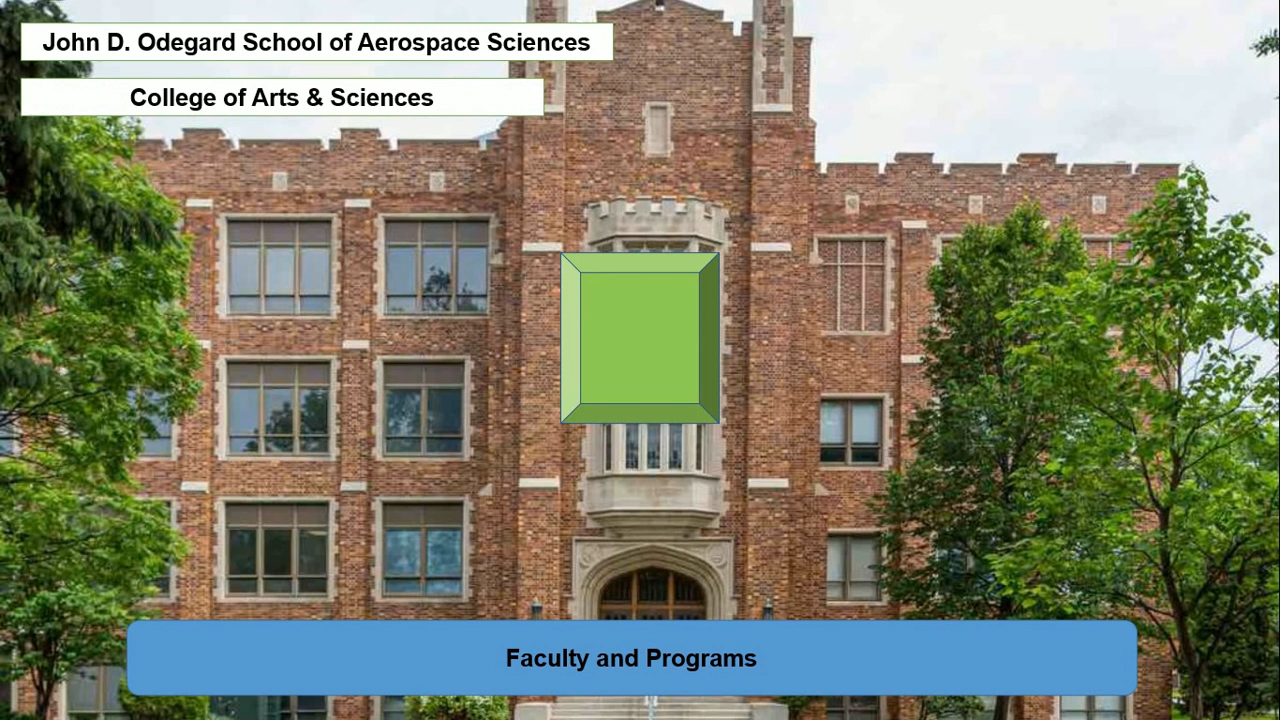 John D. Odegard School of Aerospace Sciences
College of Arts & Sciences
Faculty and Programs